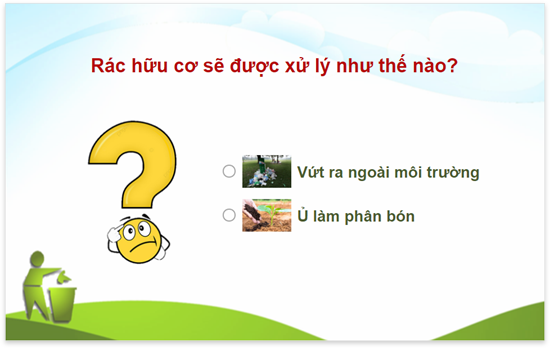 Rác hữu cơ sẽ được xử lý như thế nào?
Vứt ra ngoài môi trường
Ủ làm phân bón